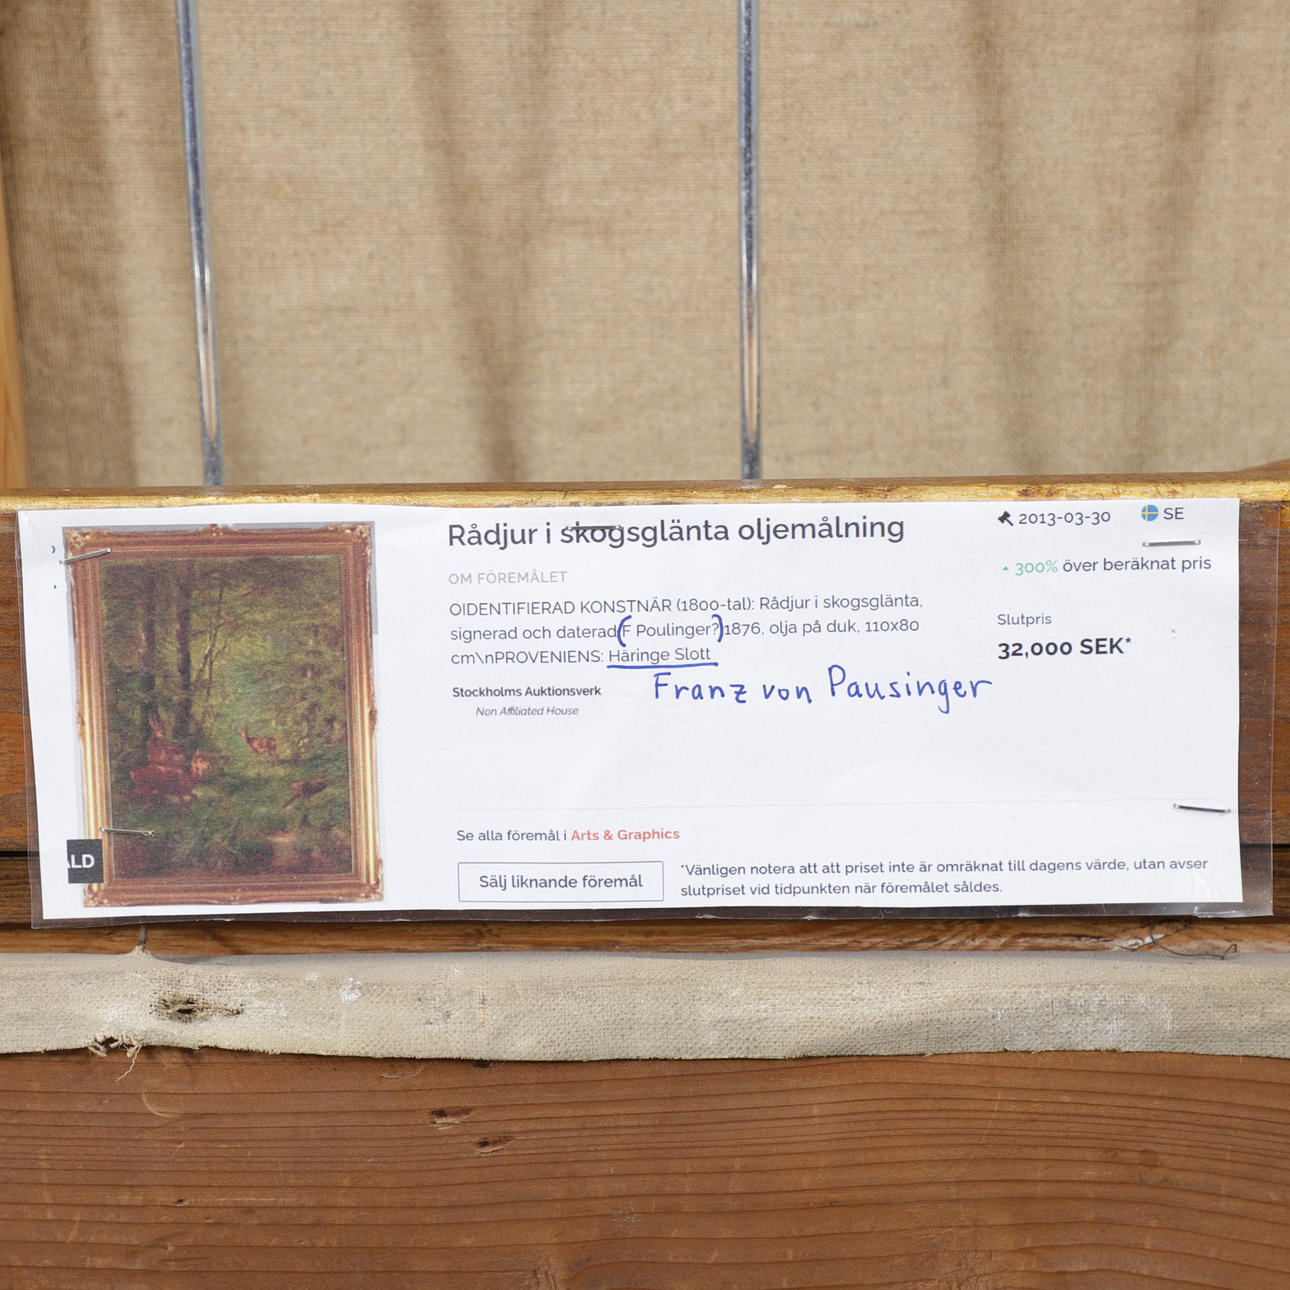 Rådjur i skogsglänta oljemålning
OM FÖREMÅLET
OIDENTIFIERAD KONSTNÄR (1800-tal): Rådjur i skogsglänta,
signerad och daterad (F Poulinger?) 1876, olja på duk, 110x80
cm\nPROVENIENS: Häringe Slott
Franz von Pausinger
Stockholms Auktionsverk
Non Affiliated House
2013-03-30 SE
300% över beräknat pris
Slutpris
32,000 SEK*
LD
Se alla föremål i Arts & Graphics
Sälj liknande föremål
*Vänligen notera att att priset inte är omräknat till dagens värde, utan avser
slutpriset vid tidpunkten när föremålet såldes.